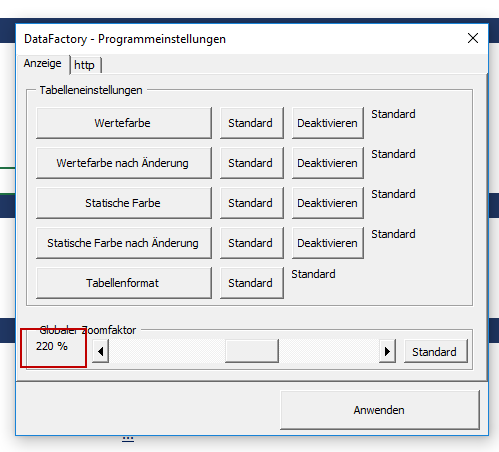 DataFactory - Programmeinstellungen
Anzeige
http
Tabelleneinstellungen
Wertefarbe
Standard
Deaktivieren
Standard
Wertefarbe nach Änderung
Standard
Deaktivieren
Standard
Statische Farbe
Standard
Deaktivieren
Standard
Statische Farbe nach Änderung
Standard
Deaktivieren
Standard
Tabellenformat
Standard
Standard
Globaler Zoomfaktor
220 %
Standard
Anwenden
...